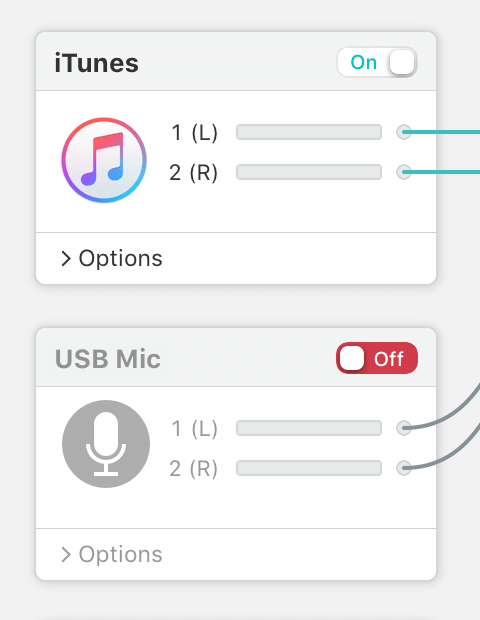 iTunes On
1 (L)
2 (R)
> Options
USB Mic Off
1 (L)
2 (R)
> Options